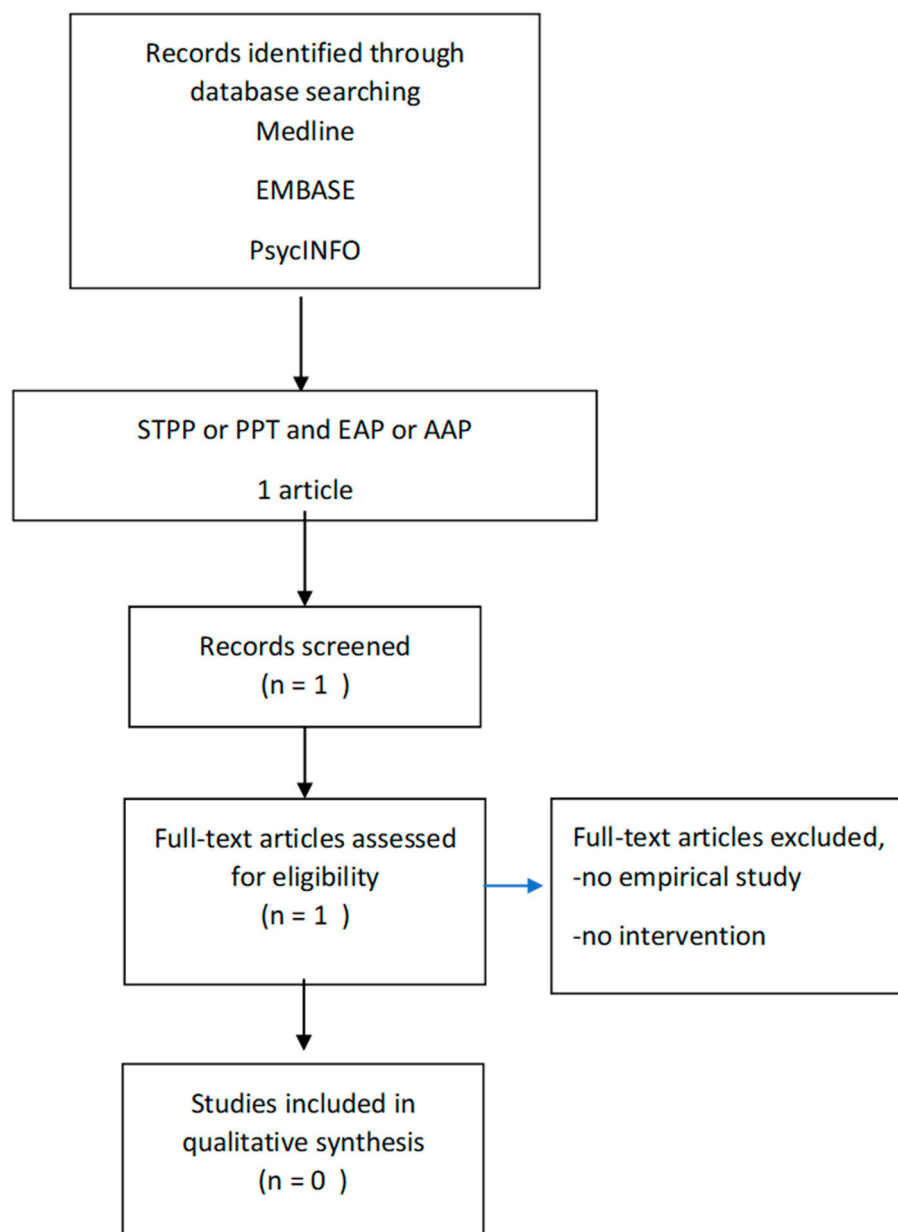 Records identified through
database searching
Medline
EMBASE
PsycINFO
STPP or PPT and EAP or AAP
1 article
Records screened
(n = 1 )
Full-text articles assessed
for eligibility
(n = 1 )
Full-text articles excluded,
-no empirical study
-no intervention
Studies included in
qualitative synthesis
(n = 0 )